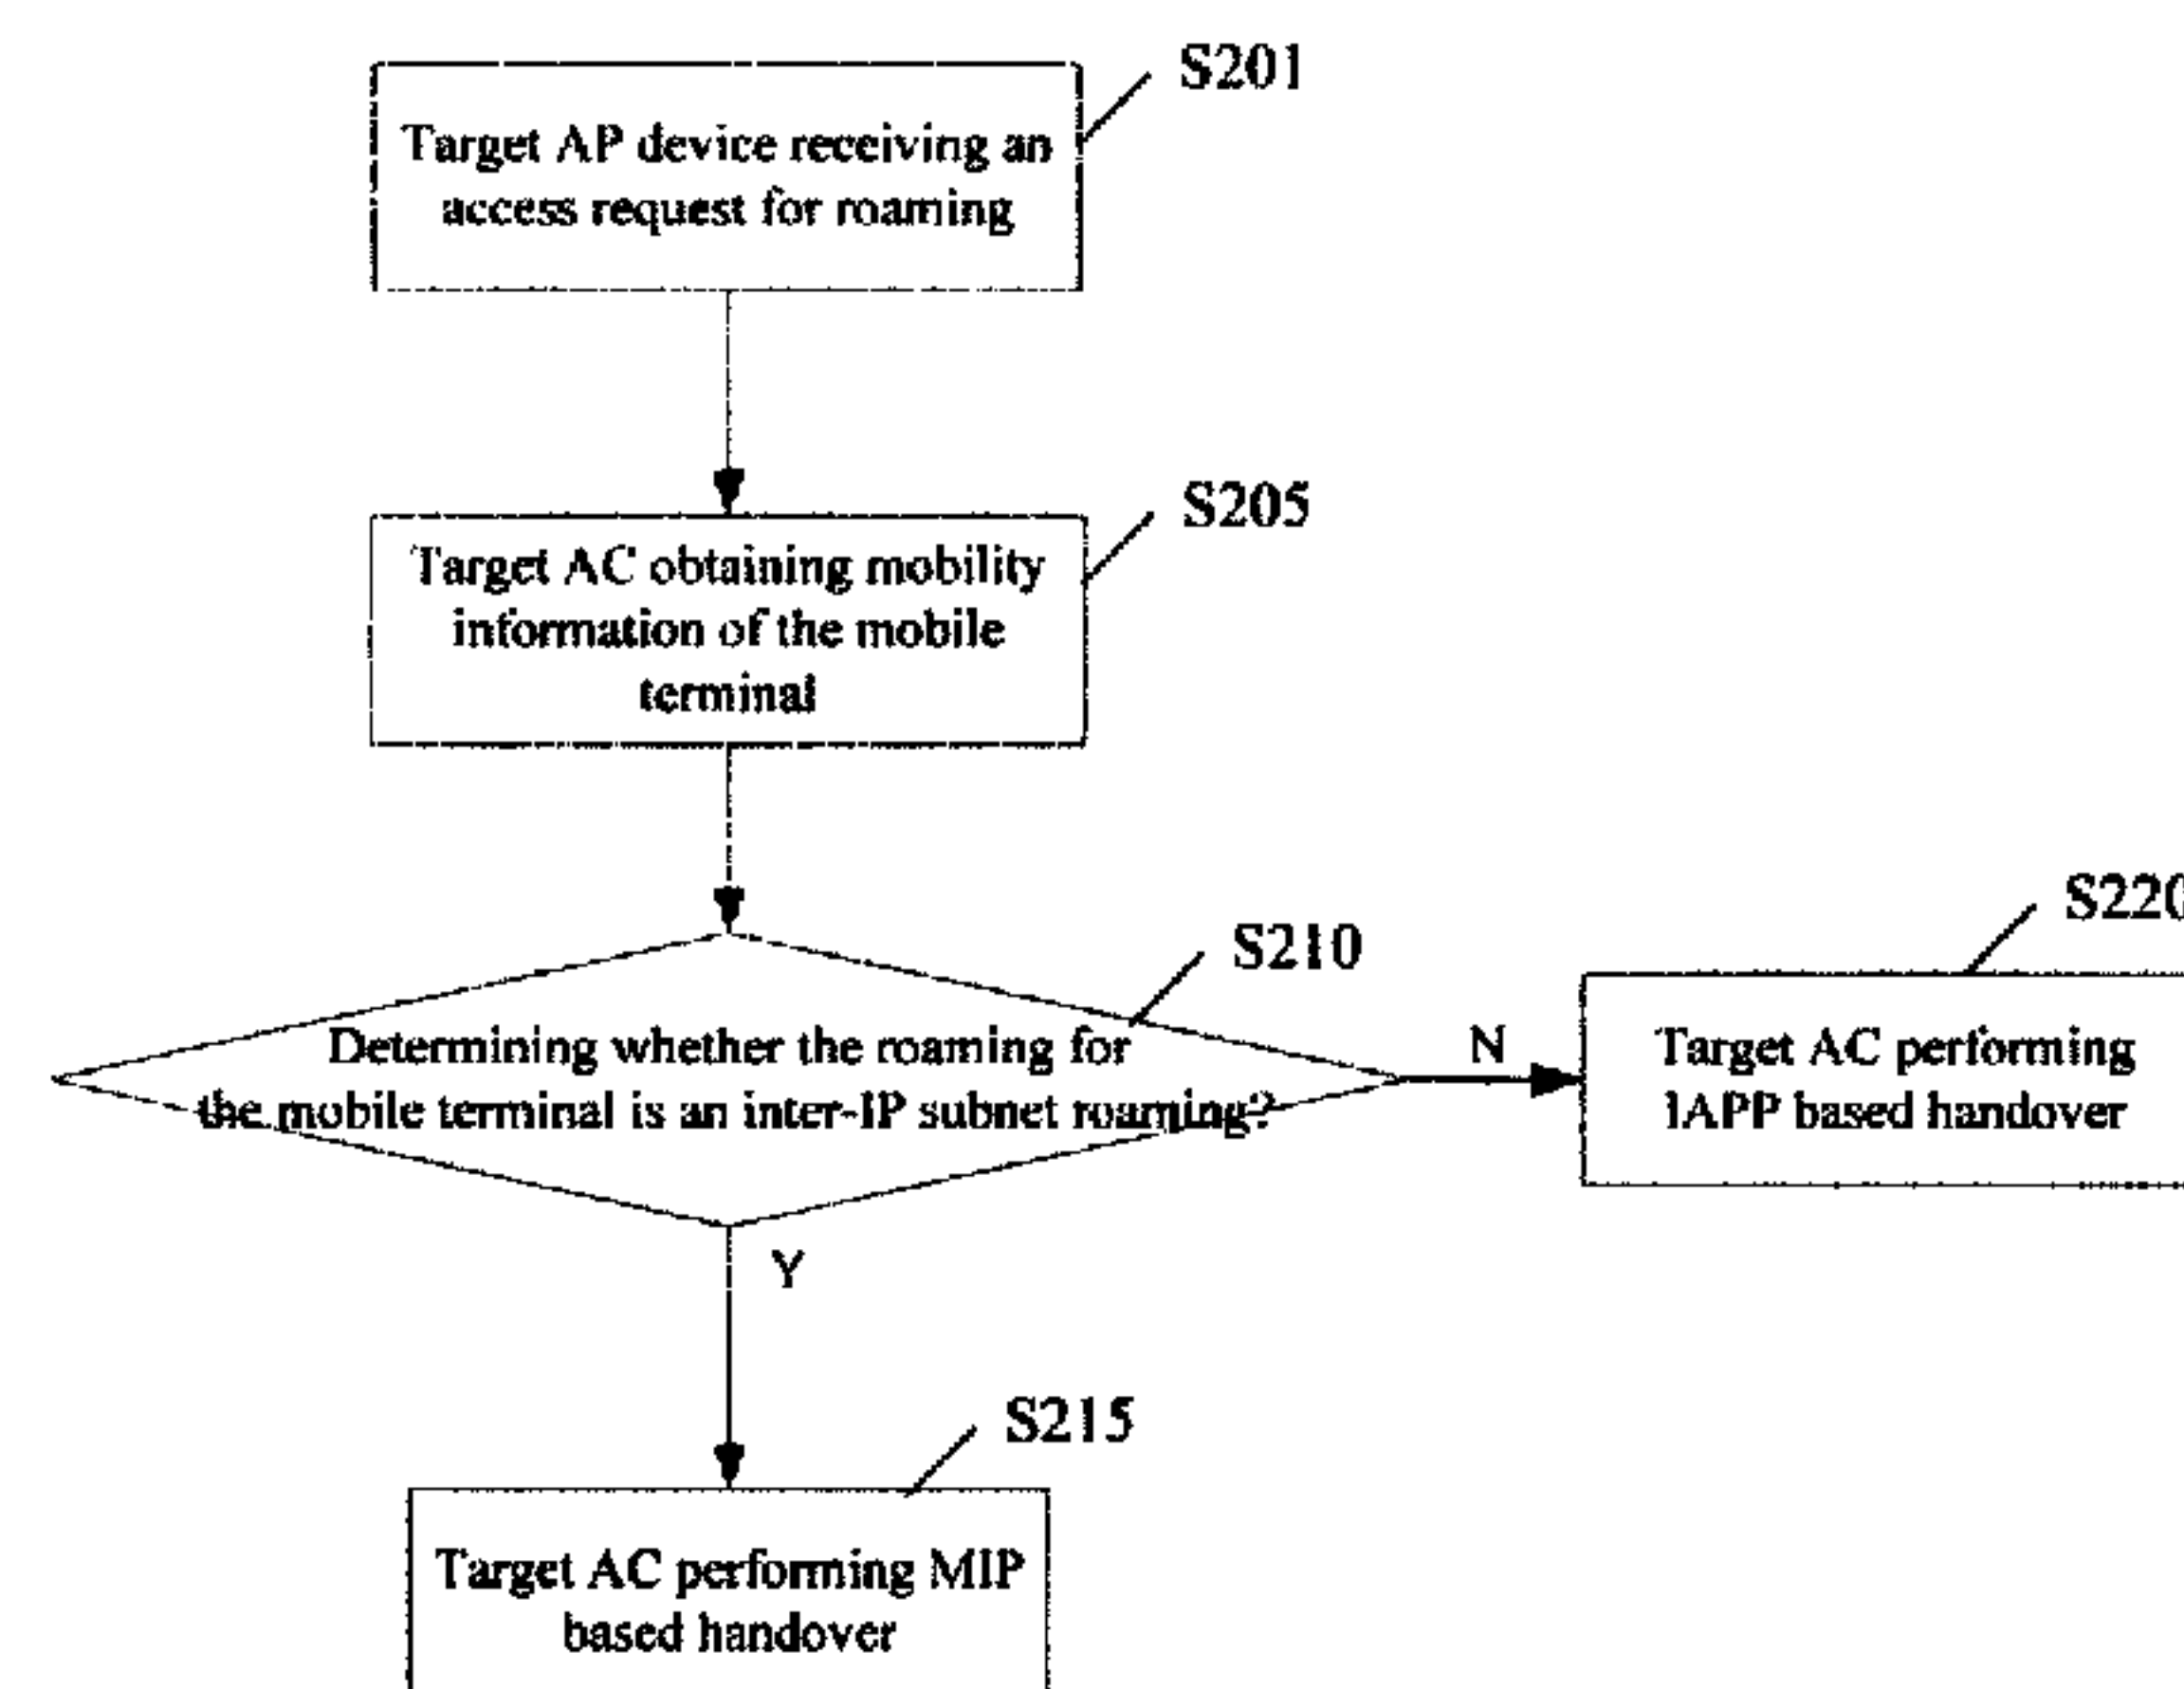 S201
Target AP device receiving an
access request for roaming
S205
Target AC obtaining mobility
information of the mobile
terminal
S210
Determining whether the roaming for
the mobile terminal is an inter-IP subnet roaming?
N
S220
Target AC performing
IAPP based handover
Y
S215
Target AC performing MIP
based handover